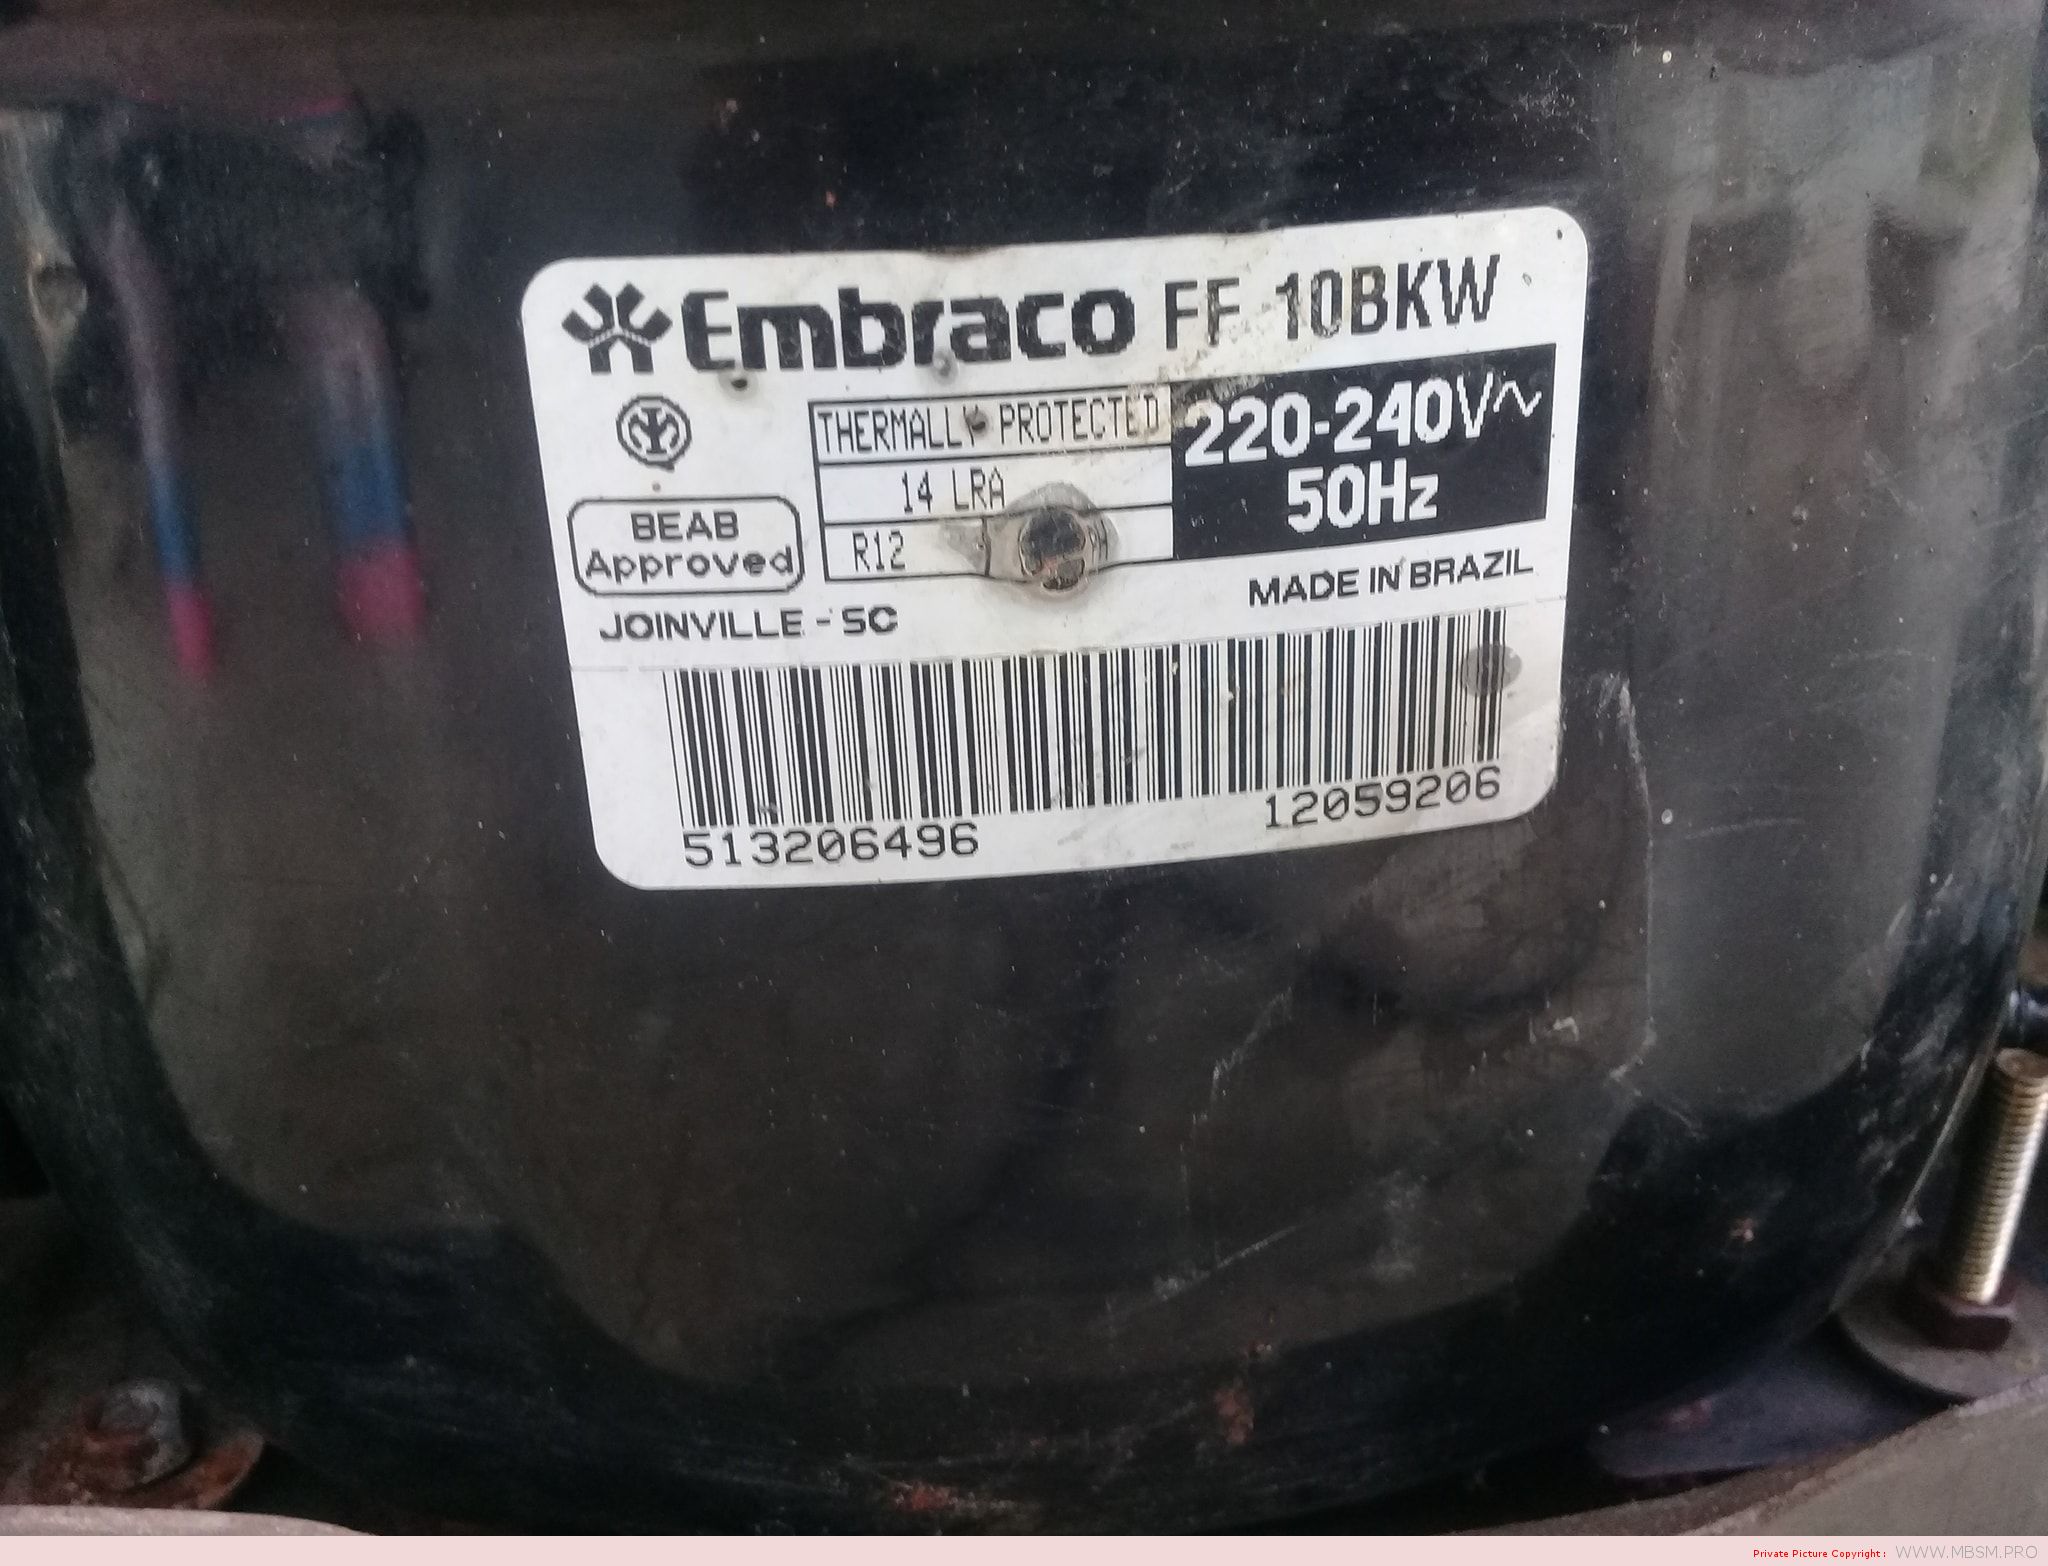 Embraco FF 10BKW
THERMALLY PROTECTED
14 LRA
R12
PH
220-240V~
50Hz
BEAB
Approved
JOINVILLE - SC
MADE IN BRAZIL
513206496
12059206
Private Picture Copyright : WWW.MBSM.PRO